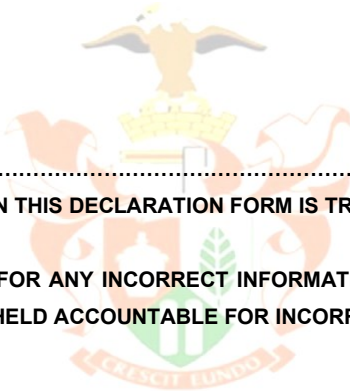 ................................................................
N THIS DECLARATION FORM IS TR
FOR ANY INCORRECT INFORMAT
HELD ACCOUNTABLE FOR INCORR
CRESCIT EUNDO